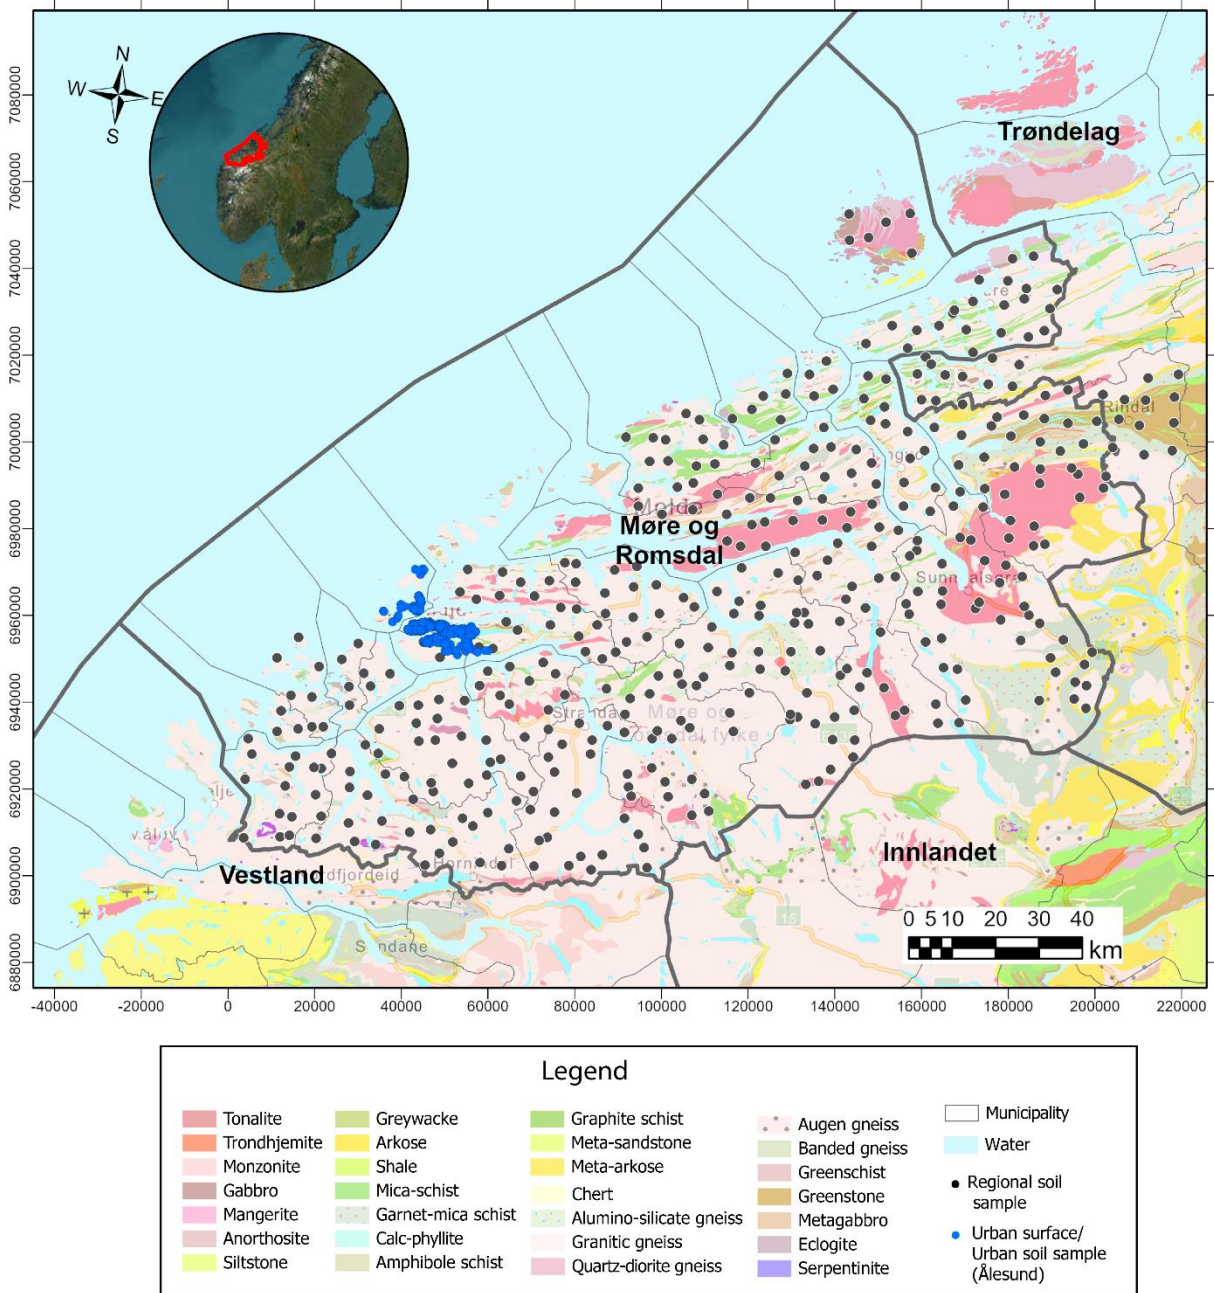 N
W
E
S
7080000
7060000
7040000
7020000
7000000
6980000
6960000
6940000
6920000
6900000
6880000
Trøndelag
Rindal
Molde
Møre og
Romsdal
Sunndalsøra
Stranda
Møre og
Romsdal fylke
Vestland
Innlandet
Sandane
15
0 5 10 20 30 40
km
-40000 -20000 0 20000 40000 60000 80000 100000 120000 140000 160000 180000 200000 220000
Legend
Tonalite
Trondhjemite
Monzonite
Gabbro
Mangerite
Anorthosite
Siltstone
Greywacke
Arkose
Shale
Mica-schist
Garnet-mica schist
Calc-phyllite
Amphibole schist
Graphite schist
Meta-sandstone
Meta-arkose
Chert
Alumino-silicate gneiss
Granitic gneiss
Quartz-diorite gneiss
Augen gneiss
Banded gneiss
Greenschist
Greenstone
Metagabbro
Eclogite
Serpentinite
Municipality
Water
Regional soil
sample
Urban surface/
Urban soil sample
(Ålesund)